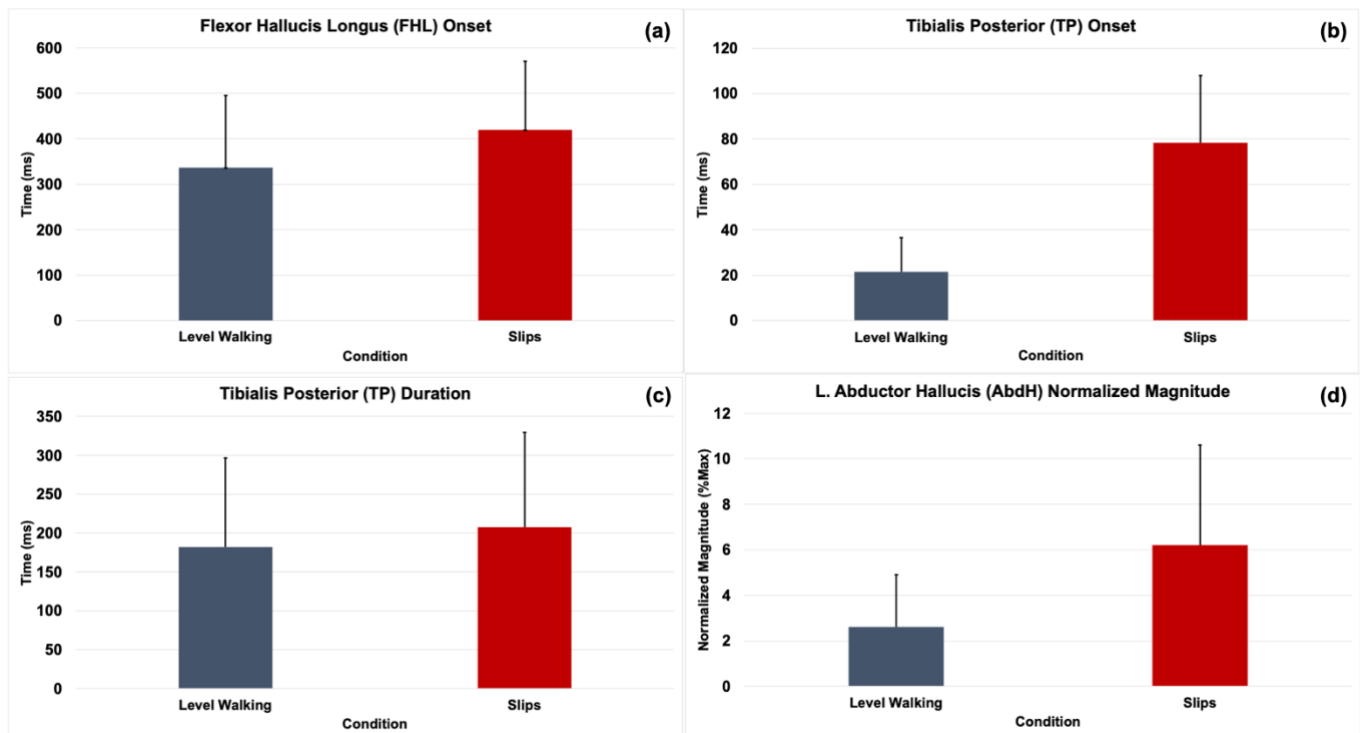 Flexor Hallucis Longus (FHL) Onset
(a)
600
500
400
300
200
100
0
Time (ms)
Level Walking
Slips
Condition
Tibialis Posterior (TP) Onset
(b)
120
100
80
60
40
20
0
Time (ms)
Level Walking
Slips
Condition
Tibialis Posterior (TP) Duration
(c)
350
300
250
200
150
100
50
0
Time (ms)
Level Walking
Slips
Condition
L. Abductor Hallucis (AbdH) Normalized Magnitude
(d)
12
10
8
6
4
2
0
Normalized Magnitude (%Max)
Level Walking
Slips
Condition